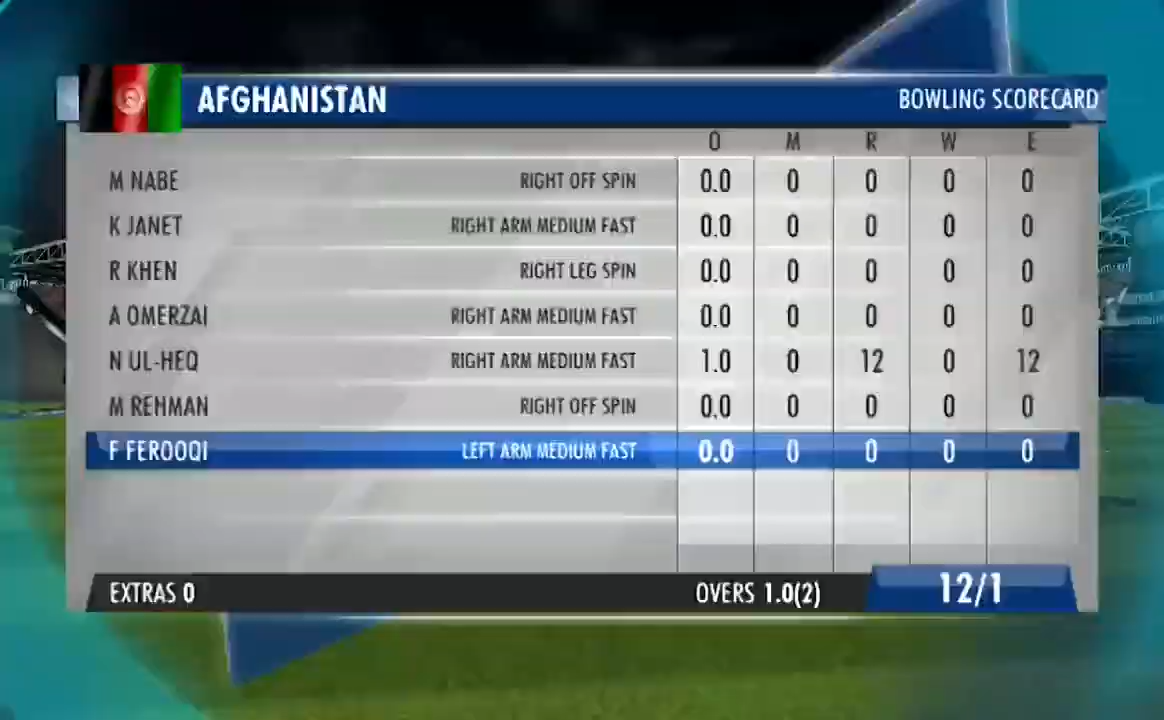 AFGHANISTAN BOWLING SCORECARD
O M R W E
M NABE RIGHT OFF SPIN 0.0 0 0 0 0
K JANET RIGHT ARM MEDIUM FAST 0.0 0 0 0 0
R KHEN RIGHT LEG SPIN 0.0 0 0 0 0
A OMERZAI RIGHT ARM MEDIUM FAST 0.0 0 0 0 0
N UL-HEQ RIGHT ARM MEDIUM FAST 1.0 0 12 0 12
M REHMAN RIGHT OFF SPIN 0.0 0 0 0 0
F FEROOQI LEFT ARM MEDIUM FAST 0.0 0 0 0 0
EXTRAS 0 OVERS 1.0(2) 12/1